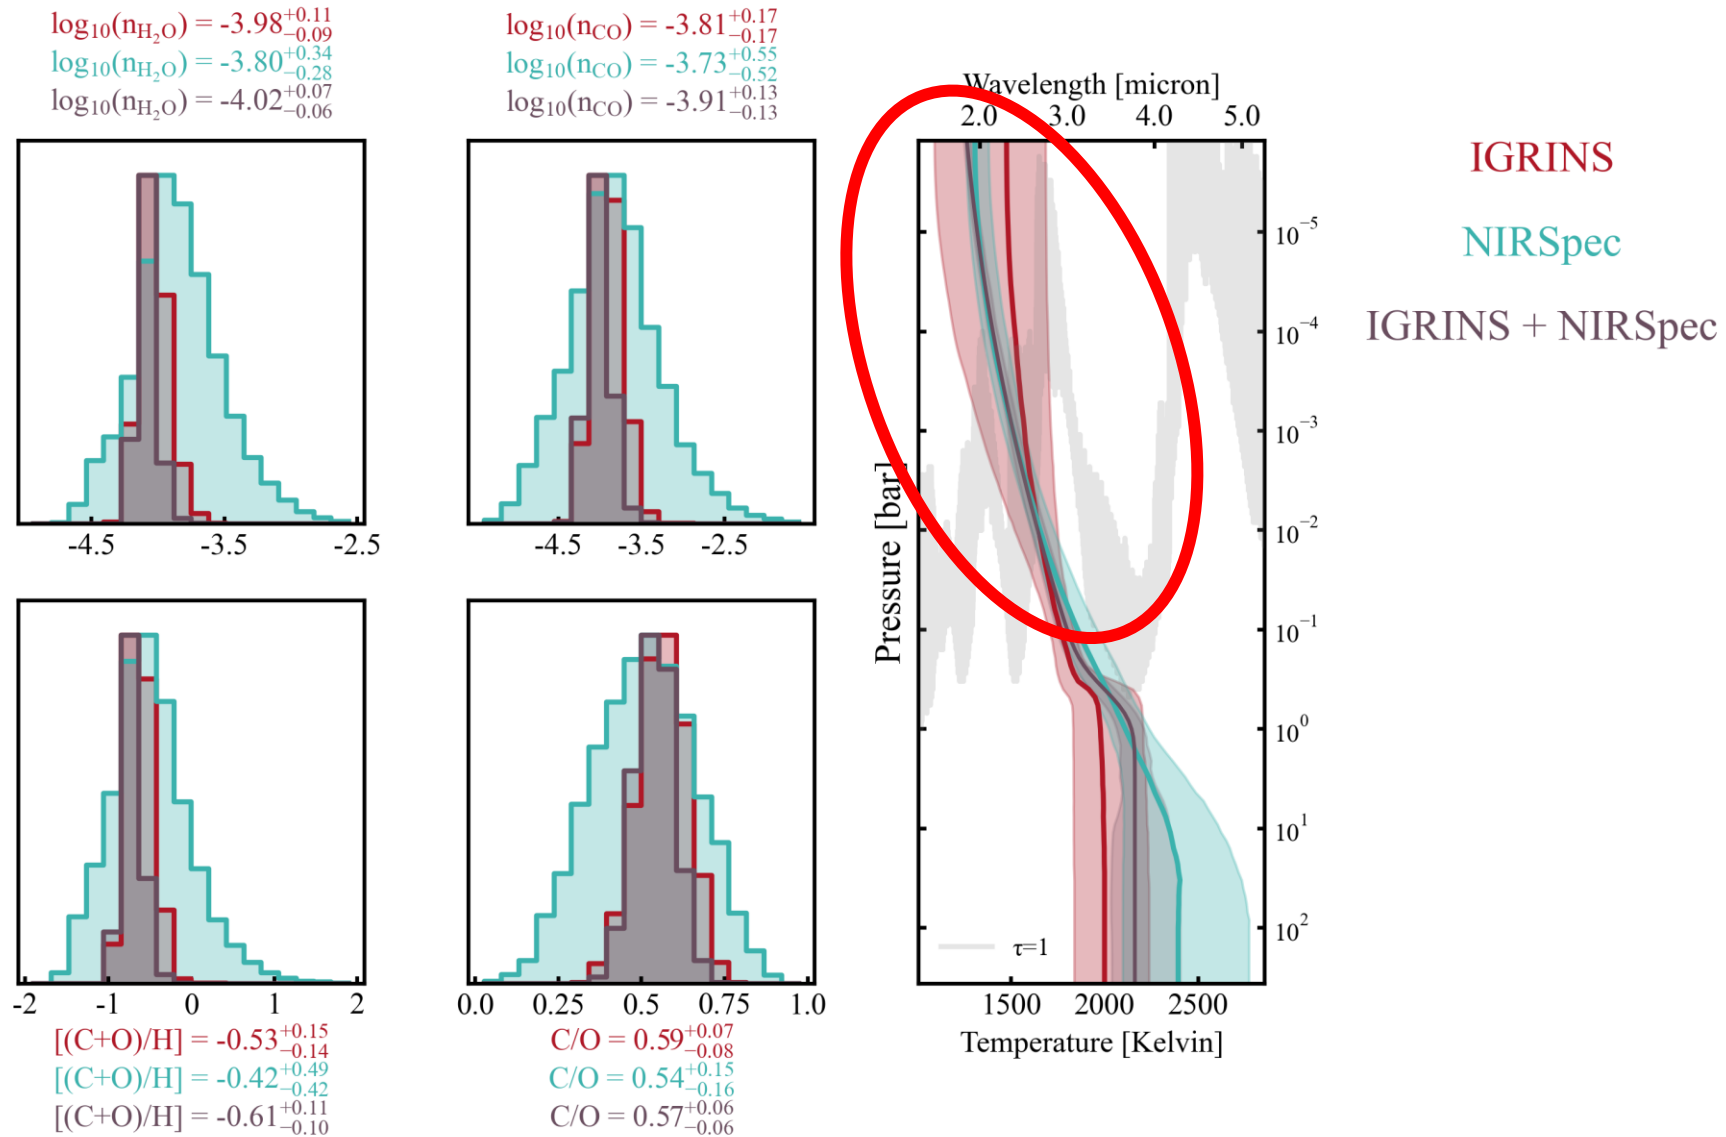 log₁₀(n_H₂O) = -3.98 +0.11 −0.09
log₁₀(n_H₂O) = -3.80 +0.34 −0.28
log₁₀(n_H₂O) = -4.02 +0.07 −0.06
log₁₀(n_CO) = -3.81 +0.17 −0.17
log₁₀(n_CO) = -3.73 +0.55 −0.52
log₁₀(n_CO) = -3.91 +0.13 −0.13
-4.5 -3.5 -2.5
-4.5 -3.5 -2.5
-2 -1 0 1 2
[(C+O)/H] = -0.53 +0.15 −0.14
[(C+O)/H] = -0.42 +0.49 −0.42
[(C+O)/H] = -0.61 +0.11 −0.10
0.0 0.25 0.5 0.75 1.0
C/O = 0.59 +0.07 −0.08
C/O = 0.54 +0.15 −0.16
C/O = 0.57 +0.06 −0.06
Wavelength [micron]
2.0 3.0 4.0 5.0
Pressure [bar]
10⁻⁵
10⁻⁴
10⁻³
10⁻²
10⁻¹
10⁰
10¹
10²
τ=1
1500 2000 2500
Temperature [Kelvin]
IGRINS
NIRSpec
IGRINS + NIRSpec